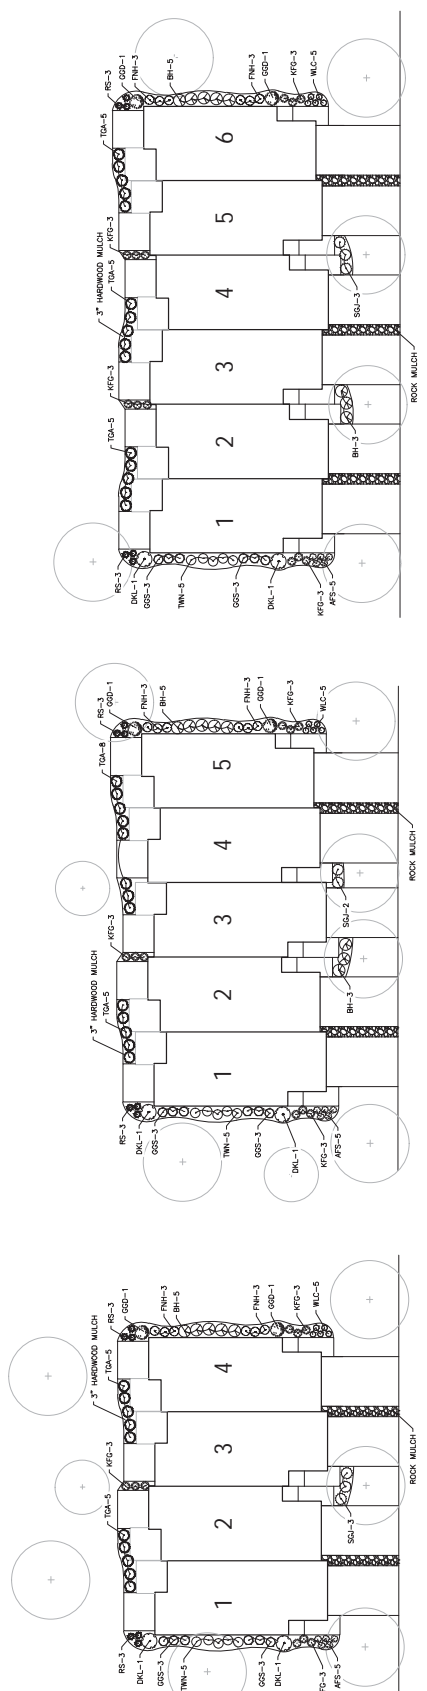 RS-3
GGD-1
FNH-3
BH-5
FNH-3
GGD-1
KFG-3
WLC-5
TGA-5
6
5
KFG-3
TGA-5
3" HARDWOOD MULCH
4
SGJ-3
3
KFG-3
ROCK MULCH
TGA-5
2
BH-3
1
RS-3
DKL-1
GGS-3
TWN-5
GGS-3
DKL-1
KFG-3
AFS-5
RS-3
GGD-1
FNH-3
BH-5
FNH-3
GGD-1
KFG-3
WLC-5
TGA-8
5
4
ROCK MULCH
SGJ-2
3
KFG-3
3" HARDWOOD MULCH
TGA-5
2
BH-3
1
RS-3
DKL-1
GGS-3
TWN-5
GGS-3
DKL-1
KFG-3
AFS-5
RS-3
GGD-1
FNH-3
BH-5
FNH-3
GGD-1
KFG-3
WLC-5
3" HARDWOOD MULCH
TGA-5
4
3
KFG-3
ROCK MULCH
TGA-5
2
SGJ-3
1
RS-3
DKL-1
GGS-3
TWN-5
GGS-3
DKL-1
FG-3
AFS-5